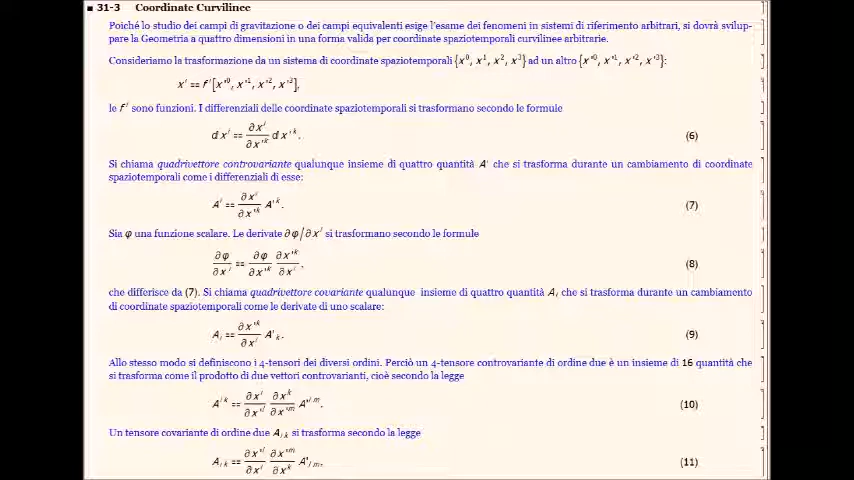 31-3 Coordinate Curvilinee
Poiché lo studio dei campi di gravitazione o dei campi equivalenti esige l'esame dei fenomeni in sistemi di riferimento arbitrari, si dovrà svilup-
pare la Geometria a quattro dimensioni in una forma valida per coordinate spaziotemporali curvilinee arbitrarie.
Consideriamo la trasformazione da un sistema di coordinate spaziotemporali {x⁰, x¹, x², x³} ad un altro {x'⁰, x'¹, x'², x'³}:
xⁱ == fⁱ[x'⁰, x'¹, x'², x'³],
le fⁱ sono funzioni. I differenziali delle coordinate spaziotemporali si trasformano secondo le formule
ⅆxⁱ == ∂xⁱ/∂x'ᵏ ⅆx'ᵏ. (6)
Si chiama quadrivettore controvariante qualunque insieme di quattro quantità Aⁱ che si trasforma durante un cambiamento di coordinate
spaziotemporali come i differenziali di esse:
Aⁱ == ∂xⁱ/∂x'ᵏ A'ᵏ. (7)
Sia φ una funzione scalare. Le derivate ∂φ/∂xⁱ si trasformano secondo le formule
∂φ/∂xⁱ == ∂φ/∂x'ᵏ ∂x'ᵏ/∂xⁱ, (8)
che differisce da (7). Si chiama quadrivettore covariante qualunque insieme di quattro quantità Aᵢ che si trasforma durante un cambiamento
di coordinate spaziotemporali come le derivate di uno scalare:
Aᵢ == ∂x'ᵏ/∂xⁱ A'ₖ. (9)
Allo stesso modo si definiscono i 4-tensori dei diversi ordini. Perciò un 4-tensore controvariante di ordine due è un insieme di 16 quantità che
si trasforma come il prodotto di due vettori controvarianti, cioè secondo la legge
Aⁱᵏ == ∂xⁱ/∂x'ˡ ∂xᵏ/∂x'ᵐ A'ˡᵐ. (10)
Un tensore covariante di ordine due Aᵢₖ si trasforma secondo la legge
Aᵢₖ == ∂x'ˡ/∂xⁱ ∂x'ᵐ/∂xᵏ A'ₗₘ, (11)